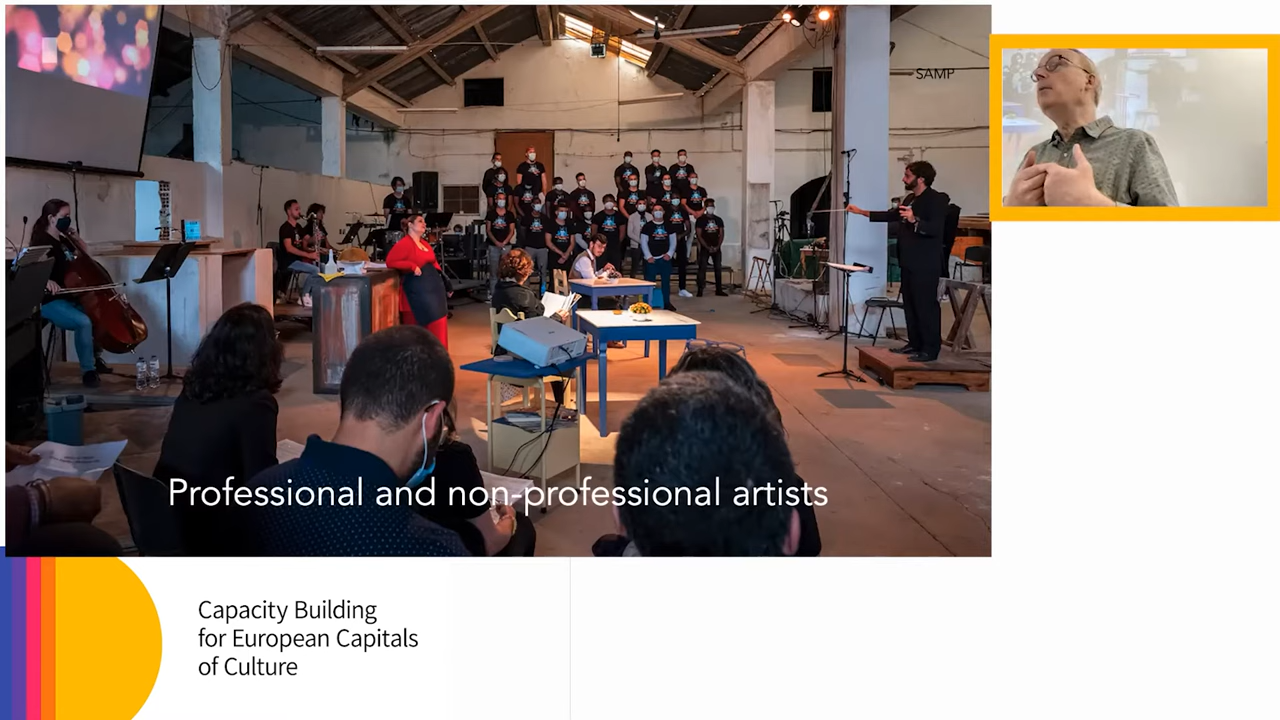 SAMP
Professional and non-professional artists
Capacity Building
for European Capitals
of Culture